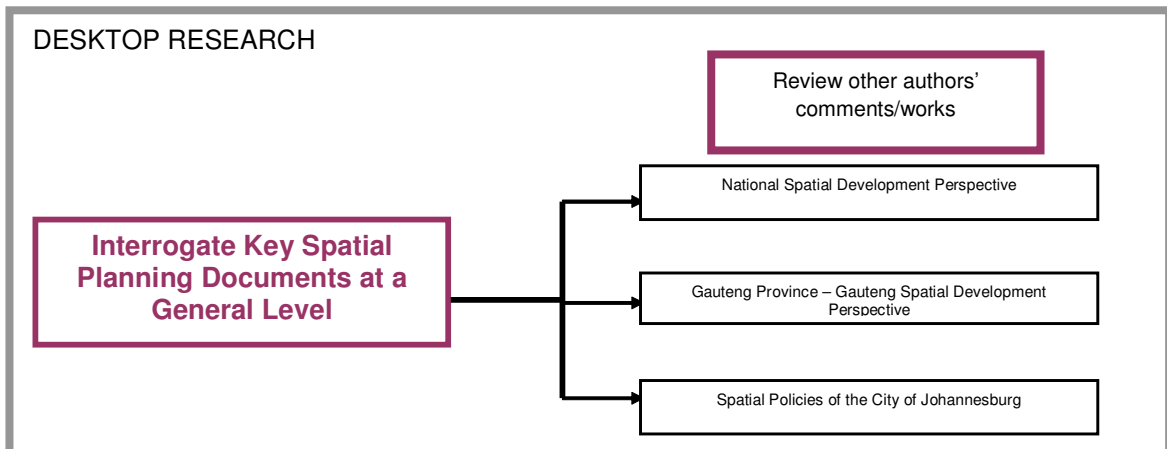 DESKTOP RESEARCH
Review other authors'
comments/works
National Spatial Development Perspective
Interrogate Key Spatial
Planning Documents at a
General Level
Gauteng Province – Gauteng Spatial Development
Perspective
Spatial Policies of the City of Johannesburg